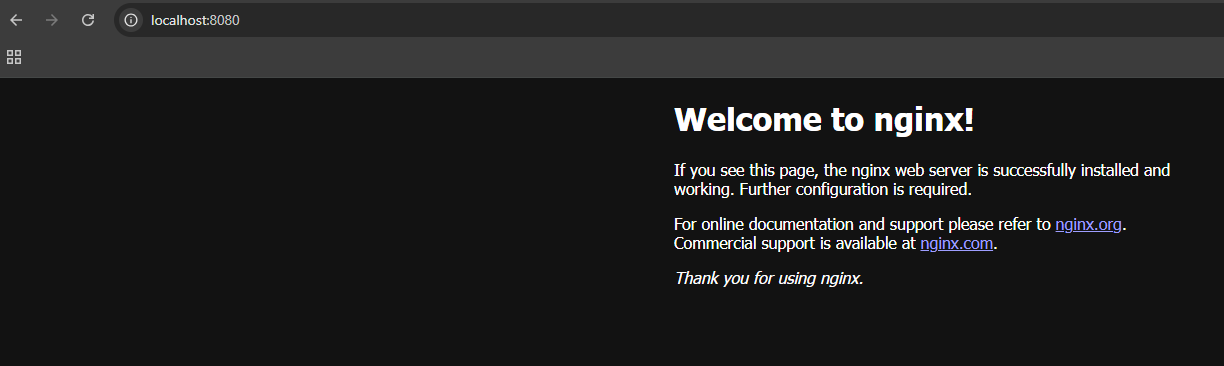 localhost:8080
Welcome to nginx!
If you see this page, the nginx web server is successfully installed and
working. Further configuration is required.
For online documentation and support please refer to nginx.org.
Commercial support is available at nginx.com.
Thank you for using nginx.